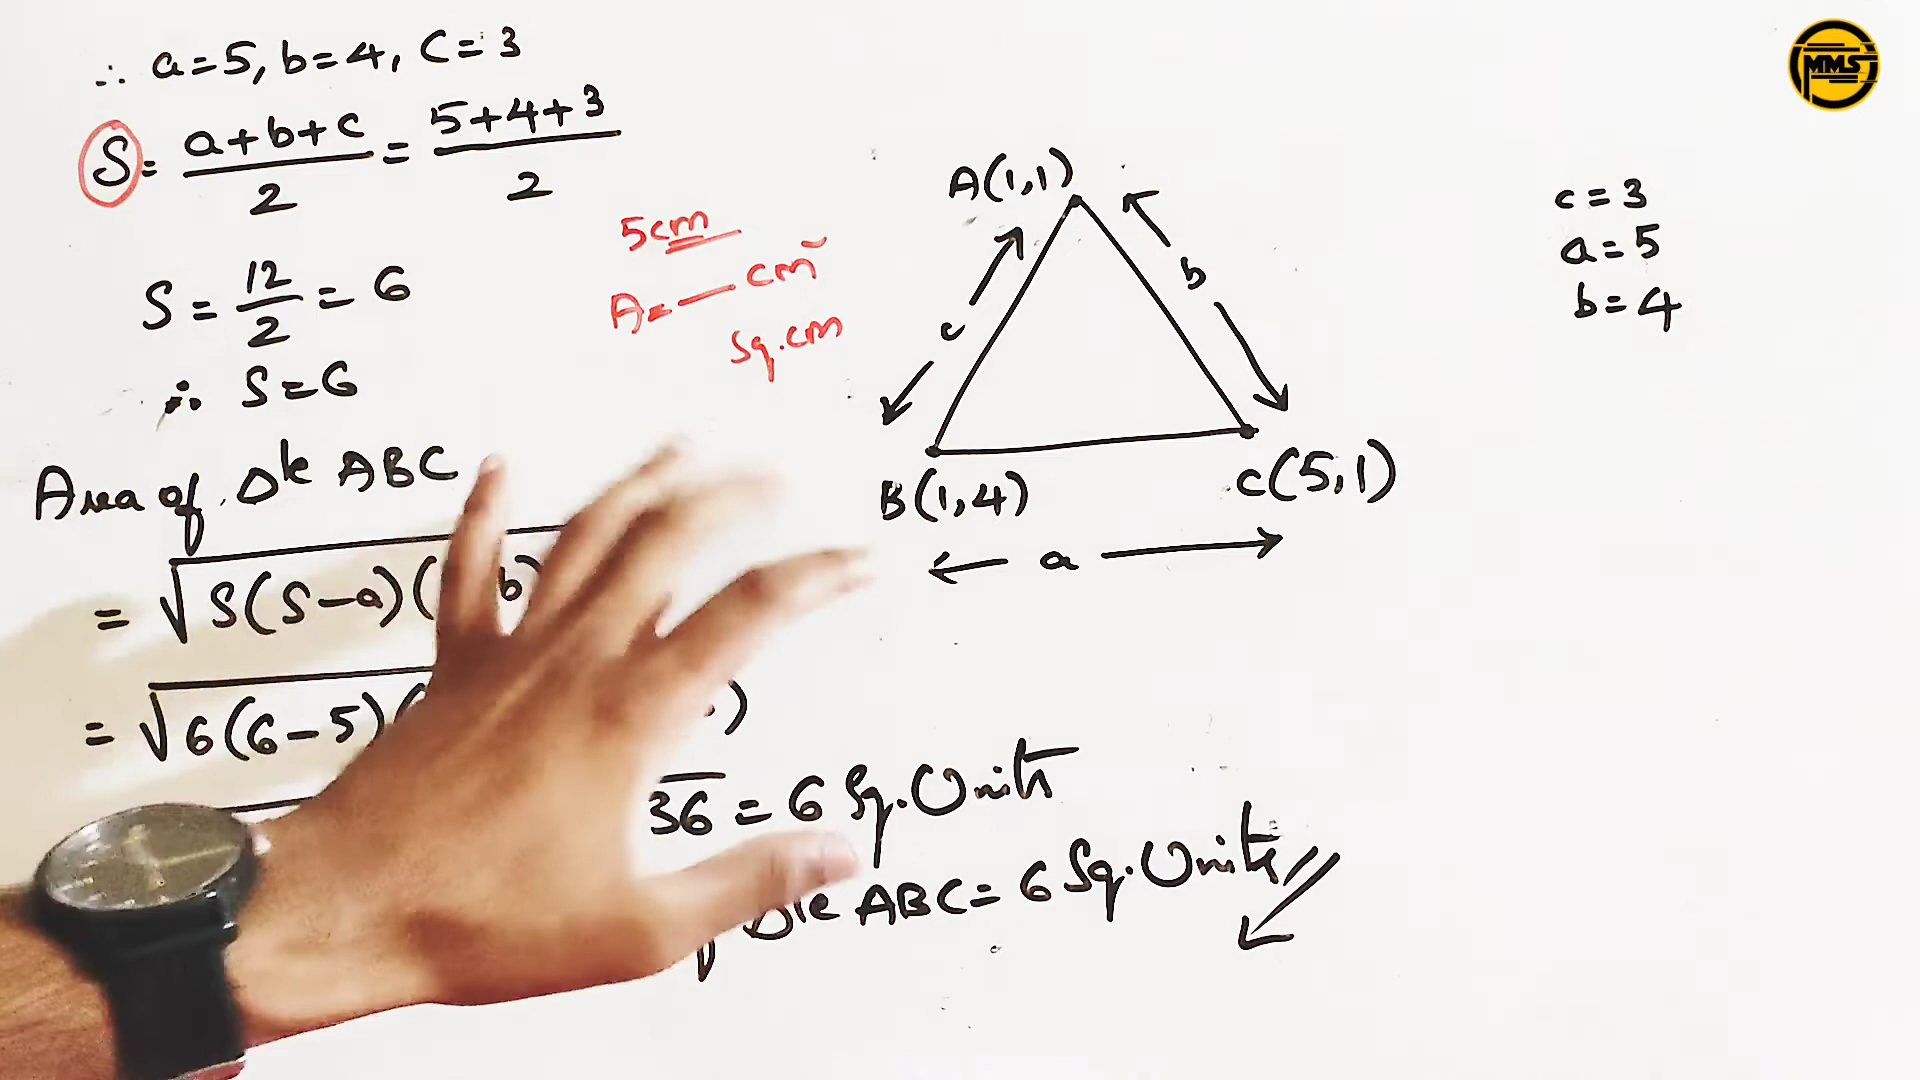 ∴ a=5, b=4, C=3
S = a+b+c/2 = 5+4+3/2
S = 12/2 = 6
∴ S=6
Area of Δle ABC
= √S(S-a)( b)
= √6(6-5)( )
36 = 6 Sq.Units
Δle ABC = 6 Sq.Units
5cm
A= — cm²
Sq.cm
A(1,1)
c
b
B(1,4)
C(5,1)
a
c=3
a=5
b=4
MMS